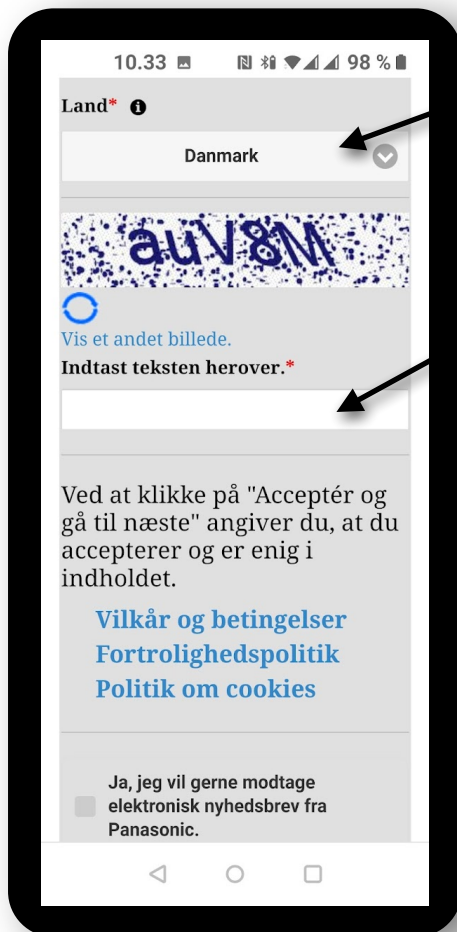 10.33 98 %
Land*
Danmark
auV8M
Vis et andet billede.
Indtast teksten herover.*
Ved at klikke på "Acceptér og
gå til næste" angiver du, at du
accepterer og er enig i
indholdet.
Vilkår og betingelser
Fortrolighedspolitik
Politik om cookies
Ja, jeg vil gerne modtage
elektronisk nyhedsbrev fra
Panasonic.